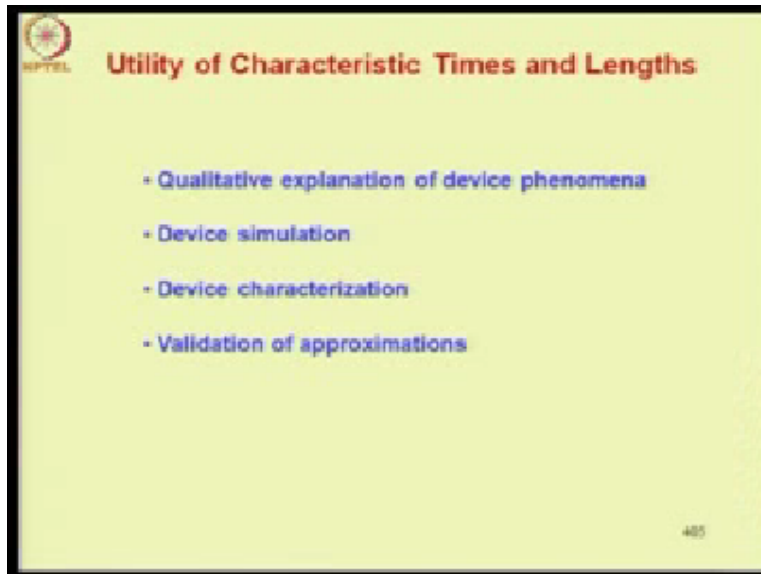 NPTEL
Utility of Characteristic Times and Lengths
- Qualitative explanation of device phenomena
- Device simulation
- Device characterization
- Validation of approximations
405